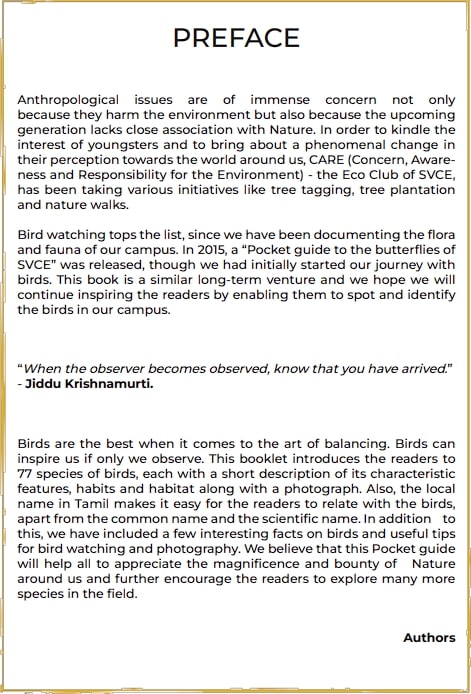 PREFACE
Anthropological issues are of immense concern not only
because they harm the environment but also because the upcoming
generation lacks close association with Nature. In order to kindle the
interest of youngsters and to bring about a phenomenal change in
their perception towards the world around us, CARE (Concern, Aware-
ness and Responsibility for the Environment) - the Eco Club of SVCE,
has been taking various initiatives like tree tagging, tree plantation
and nature walks.
Bird watching tops the list, since we have been documenting the flora
and fauna of our campus. In 2015, a “Pocket guide to the butterflies of
SVCE” was released, though we had initially started our journey with
birds. This book is a similar long-term venture and we hope we will
continue inspiring the readers by enabling them to spot and identify
the birds in our campus.
“When the observer becomes observed, know that you have arrived.”
- Jiddu Krishnamurti.
Birds are the best when it comes to the art of balancing. Birds can
inspire us if only we observe. This booklet introduces the readers to
77 species of birds, each with a short description of its characteristic
features, habits and habitat along with a photograph. Also, the local
name in Tamil makes it easy for the readers to relate with the birds,
apart from the common name and the scientific name. In addition to
this, we have included a few interesting facts on birds and useful tips
for bird watching and photography. We believe that this Pocket guide
will help all to appreciate the magnificence and bounty of Nature
around us and further encourage the readers to explore many more
species in the field.
Authors